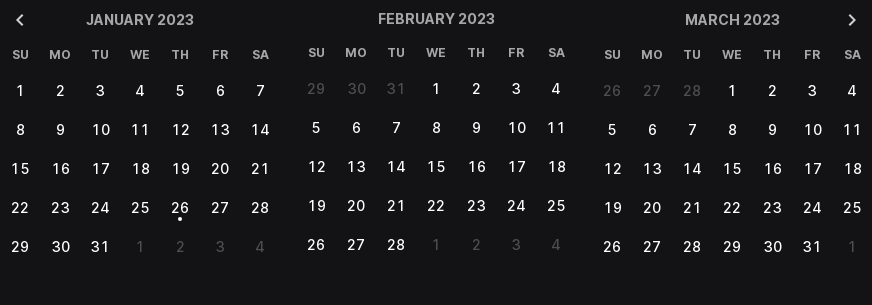 JANUARY 2023
SU MO TU WE TH FR SA
1 2 3 4 5 6 7
8 9 10 11 12 13 14
15 16 17 18 19 20 21
22 23 24 25 26 27 28
29 30 31 1 2 3 4
FEBRUARY 2023
SU MO TU WE TH FR SA
29 30 31 1 2 3 4
5 6 7 8 9 10 11
12 13 14 15 16 17 18
19 20 21 22 23 24 25
26 27 28 1 2 3 4
MARCH 2023
SU MO TU WE TH FR SA
26 27 28 1 2 3 4
5 6 7 8 9 10 11
12 13 14 15 16 17 18
19 20 21 22 23 24 25
26 27 28 29 30 31 1